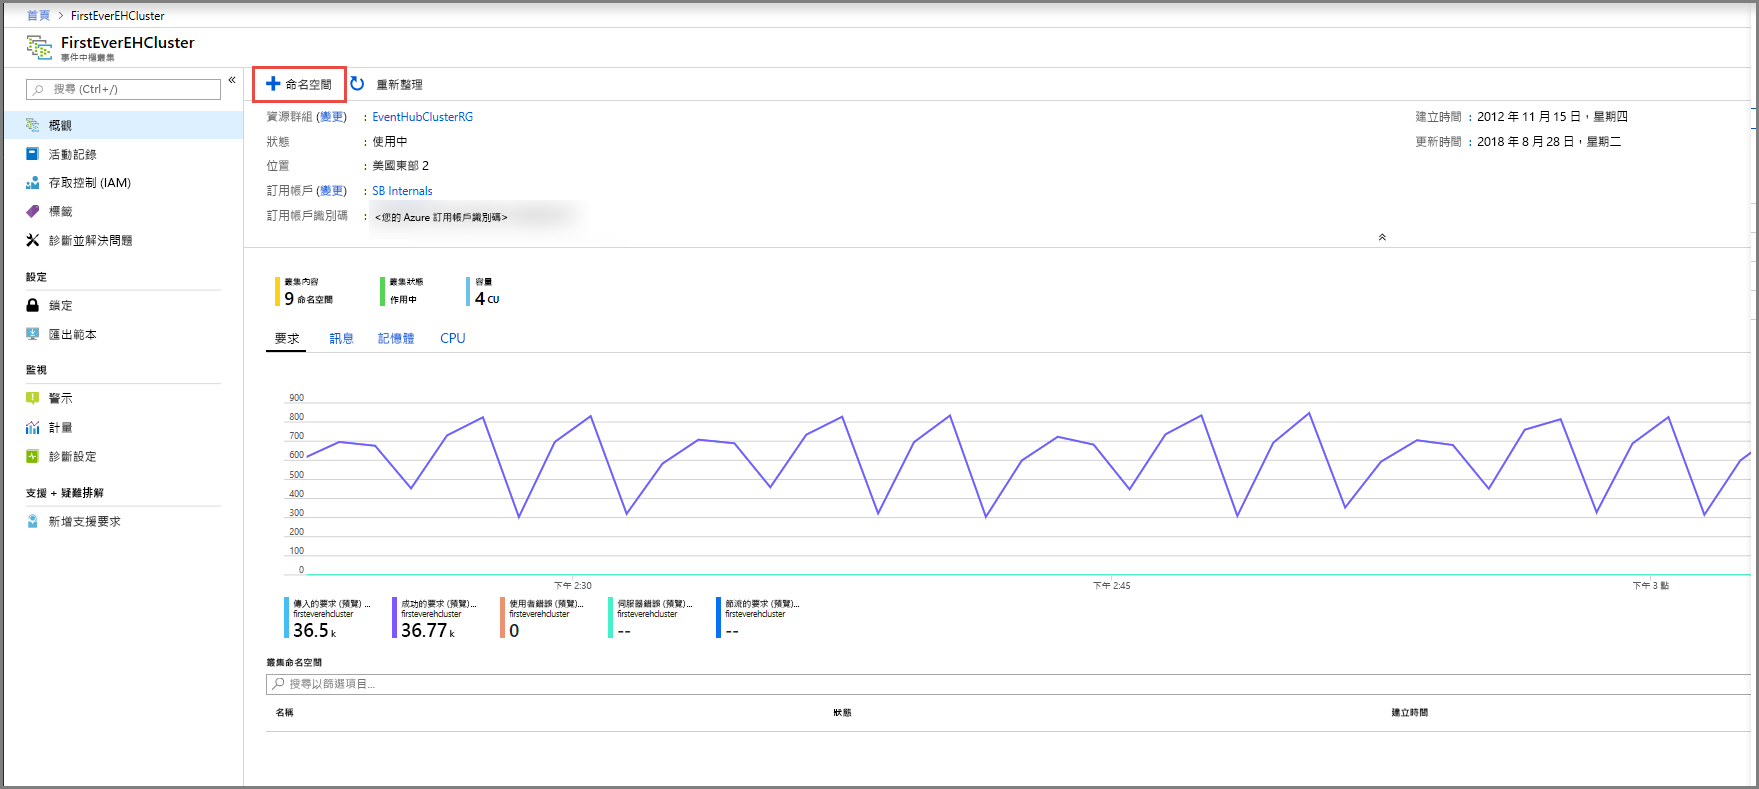 首頁 > FirstEverEHCluster
FirstEverEHCluster
事件中樞叢集
搜尋 (Ctrl+/)
«
概觀
活動記錄
存取控制 (IAM)
標籤
診斷並解決問題
設定
鎖定
匯出範本
監視
警示
計量
診斷設定
支援 + 疑難排解
新增支援要求
命名空間
重新整理
資源群組 (變更) : EventHubClusterRG
狀態 : 使用中
位置 : 美國東部 2
訂用帳戶 (變更) : SB Internals
訂用帳戶識別碼 : <您的 Azure 訂用帳戶識別碼>
建立時間 : 2012 年 11 月 15 日，星期四
更新時間 : 2018 年 8 月 28 日，星期二
叢集內容
9 命名空間
叢集狀態
作用中
容量
4 CU
要求 訊息 記憶體 CPU
900
800
700
600
500
400
300
200
100
0
下午 2:30 下午 2:45 下午 3 點
傳入的要求 (預覽) ...
firsteverehcluster
36.5 k
成功的要求 (預覽)...
firsteverehcluster
36.77 k
使用者錯誤 (預覽)...
firsteverehcluster
0
伺服器錯誤 (預覽)...
firsteverehcluster
--
節流的要求 (預覽)...
firsteverehcluster
--
叢集命名空間
搜尋以篩選項目...
名稱 狀態 建立時間